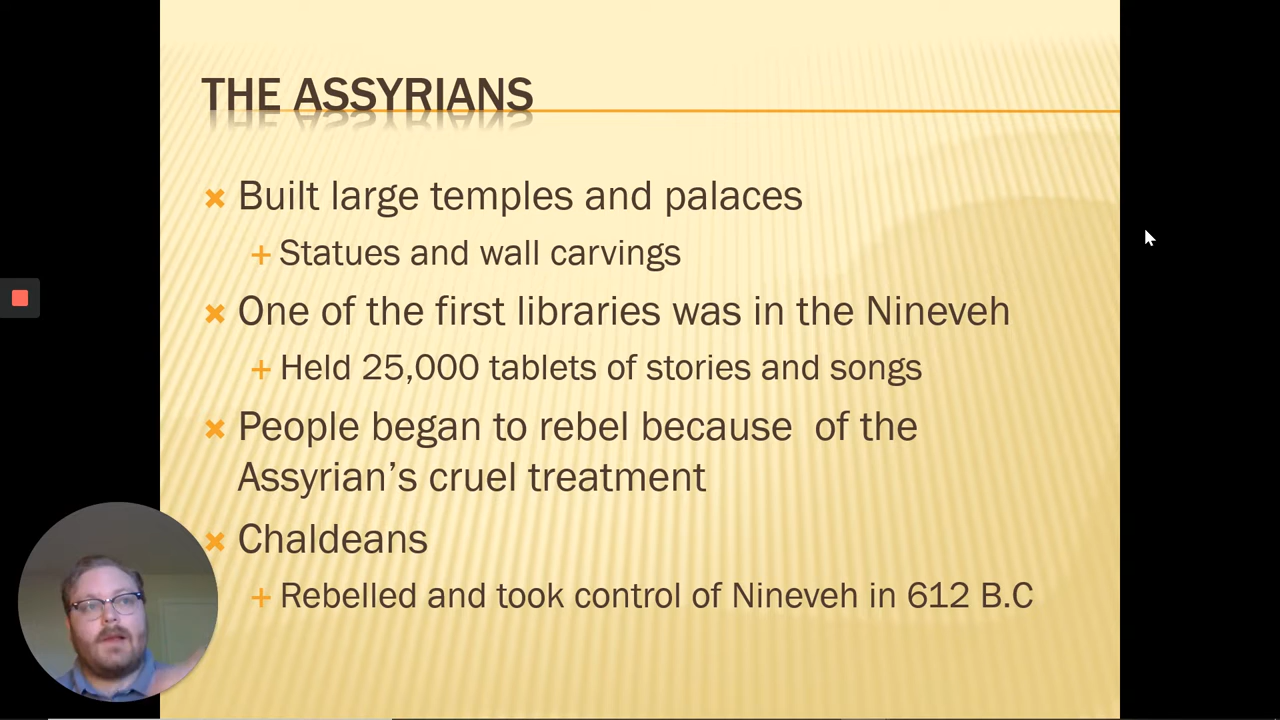 THE ASSYRIANS
Built large temples and palaces
Statues and wall carvings
One of the first libraries was in the Nineveh
Held 25,000 tablets of stories and songs
People began to rebel because  of the
Assyrian’s cruel treatment
Chaldeans
Rebelled and took control of Nineveh in 612 B.C